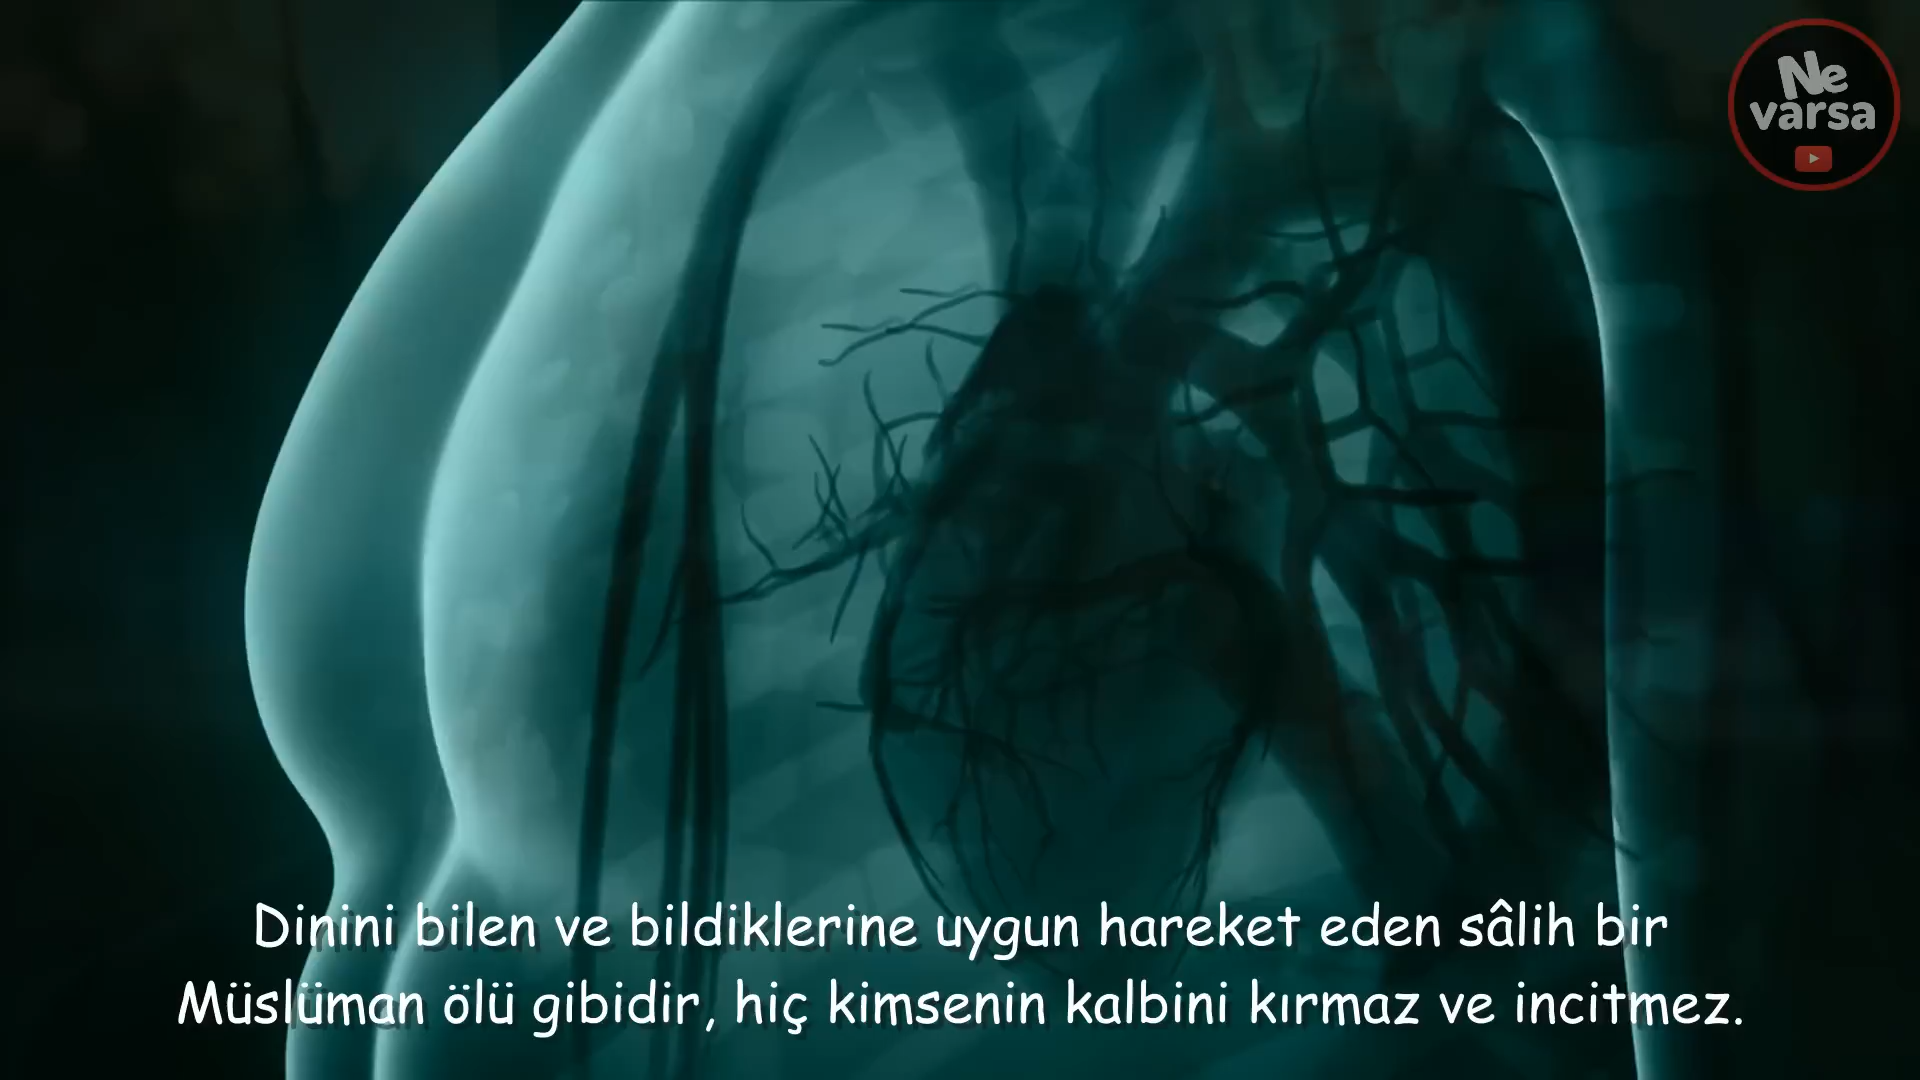 Ne
varsa
Dinini bilen ve bildiklerine uygun hareket eden sâlih bir
Müslüman ölü gibidir, hiç kimsenin kalbini kırmaz ve incitmez.